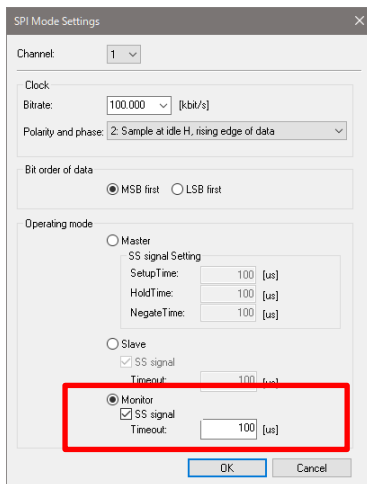 SPI Mode Settings
Channel: 1
Clock
Bitrate: 100.000 [kbit/s]
Polarity and phase: 2: Sample at idle H, rising edge of data
Bit order of data
MSB first LSB first
Operating mode
Master
SS signal Setting
SetupTime: 100 [us]
HoldTime: 100 [us]
NegateTime: 100 [us]
Slave
SS signal
Timeout: 100 [us]
Monitor
SS signal
Timeout: 100 [us]
OK Cancel